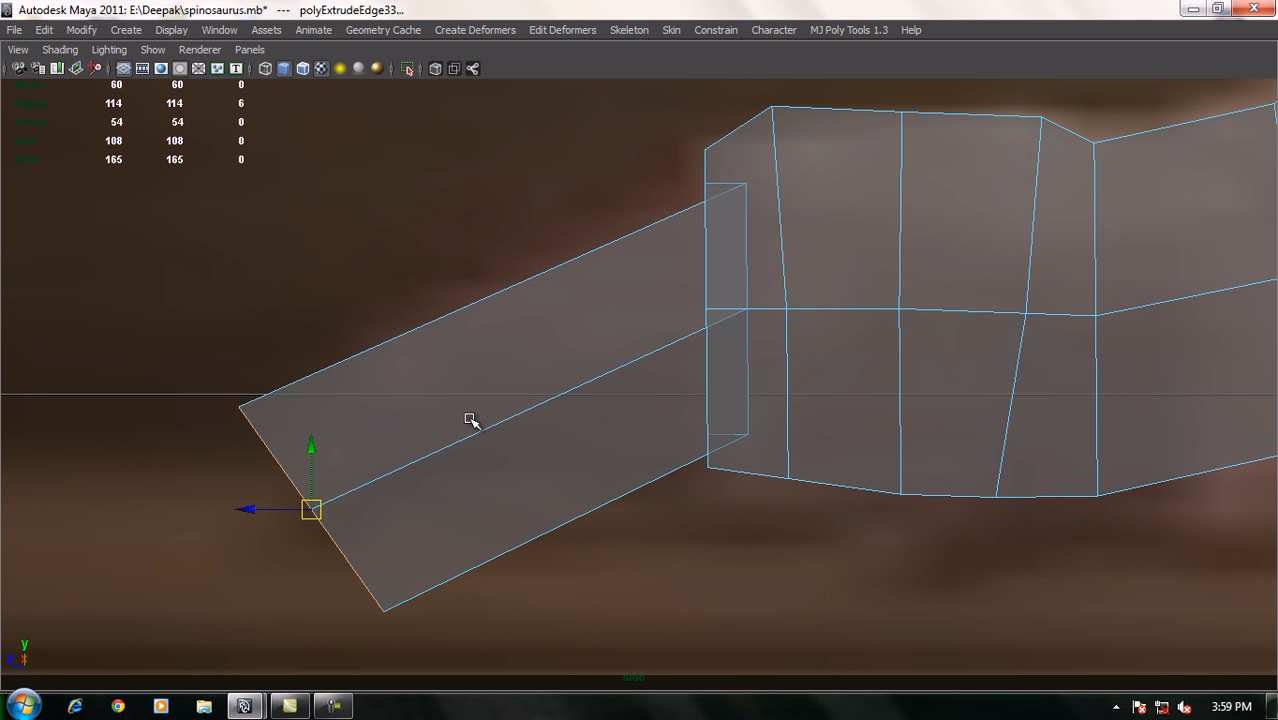 Autodesk Maya 2011: E:\Deepak\spinosaurus.mb* --- polyExtrudeEdge33...
File Edit Modify Create Display Window Assets Animate Geometry Cache Create Deformers Edit Deformers Skeleton Skin Constrain Character MJ Poly Tools 1.3 Help
View Shading Lighting Show Renderer Panels
60 60 0
114 114 6
54 54 0
108 108 0
165 165 0
y
side
3:59 PM